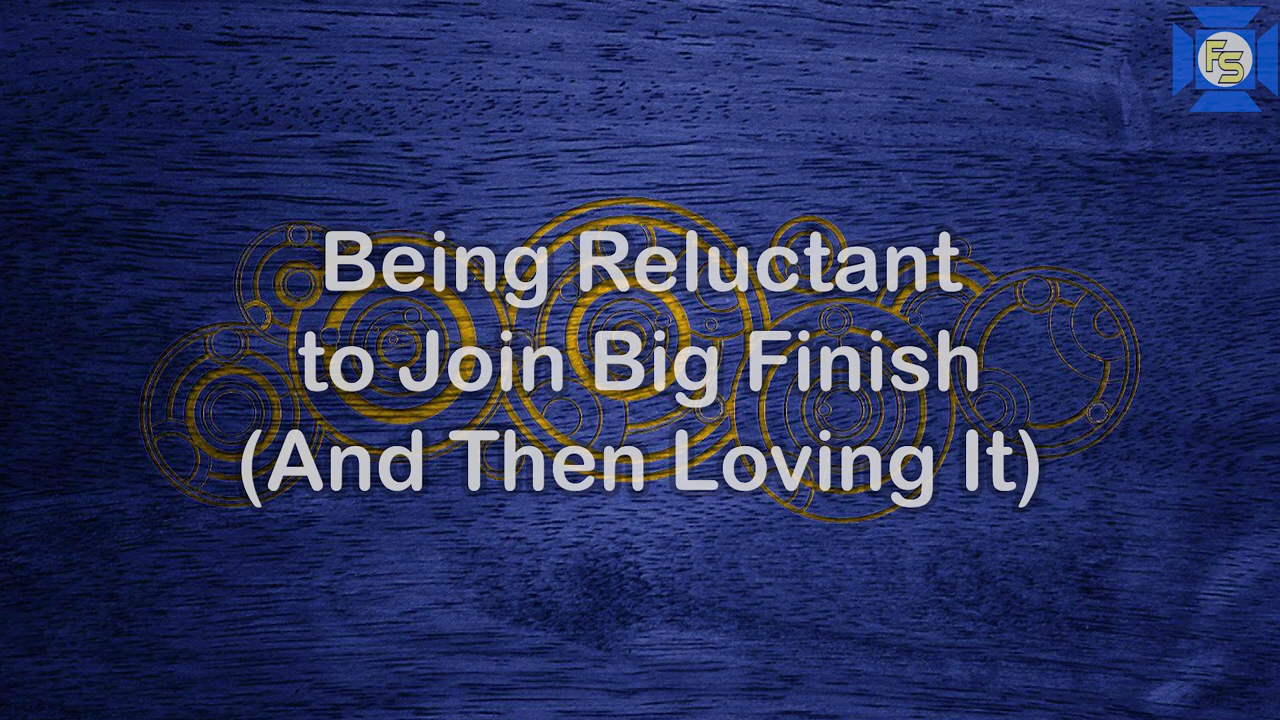 FS
Being Reluctant
to Join Big Finish
(And Then Loving It)